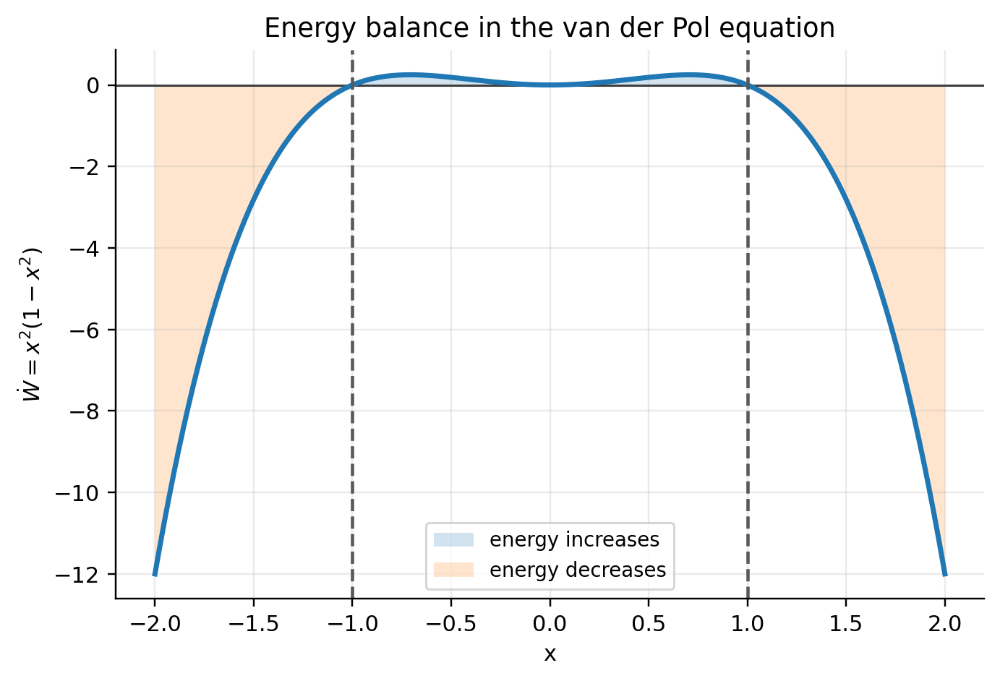 Energy balance in the van der Pol equation
0
−2
−4
−6
−8
−10
−12
Ẇ = x²(1 − x²)
energy increases
energy decreases
−2.0 −1.5 −1.0 −0.5 0.0 0.5 1.0 1.5 2.0
x